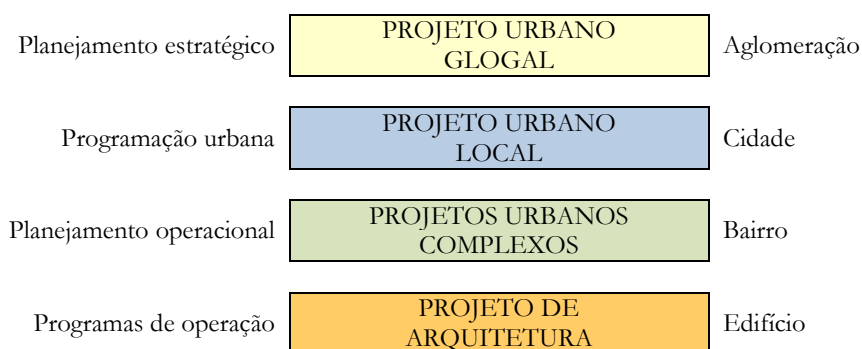 Planejamento estratégico
PROJETO URBANO
GLOGAL
Aglomeração
Programação urbana
PROJETO URBANO
LOCAL
Cidade
Planejamento operacional
PROJETOS URBANOS
COMPLEXOS
Bairro
Programas de operação
PROJETO DE
ARQUITETURA
Edifício